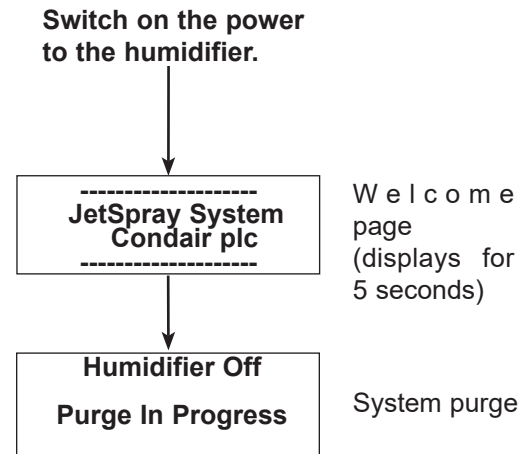 Switch on the power
to the humidifier.
--------------------
JetSpray System
Condair plc
--------------------
Welcome
page
(displays for
5 seconds)
Humidifier Off
Purge In Progress
System purge